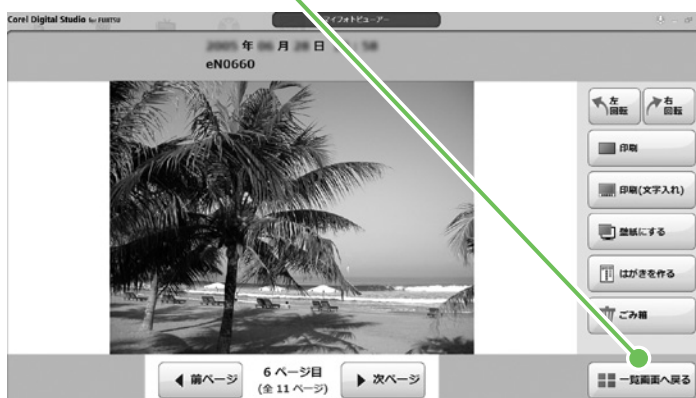 Corel Digital Studio for FUJITSU
マイフォトビューアー
年 月 日
eN0660
左回転
右回転
印刷
印刷(文字入れ)
壁紙にする
はがきを作る
ごみ箱
前ページ
6 ページ目
(全 11 ページ)
次ページ
一覧画面へ戻る